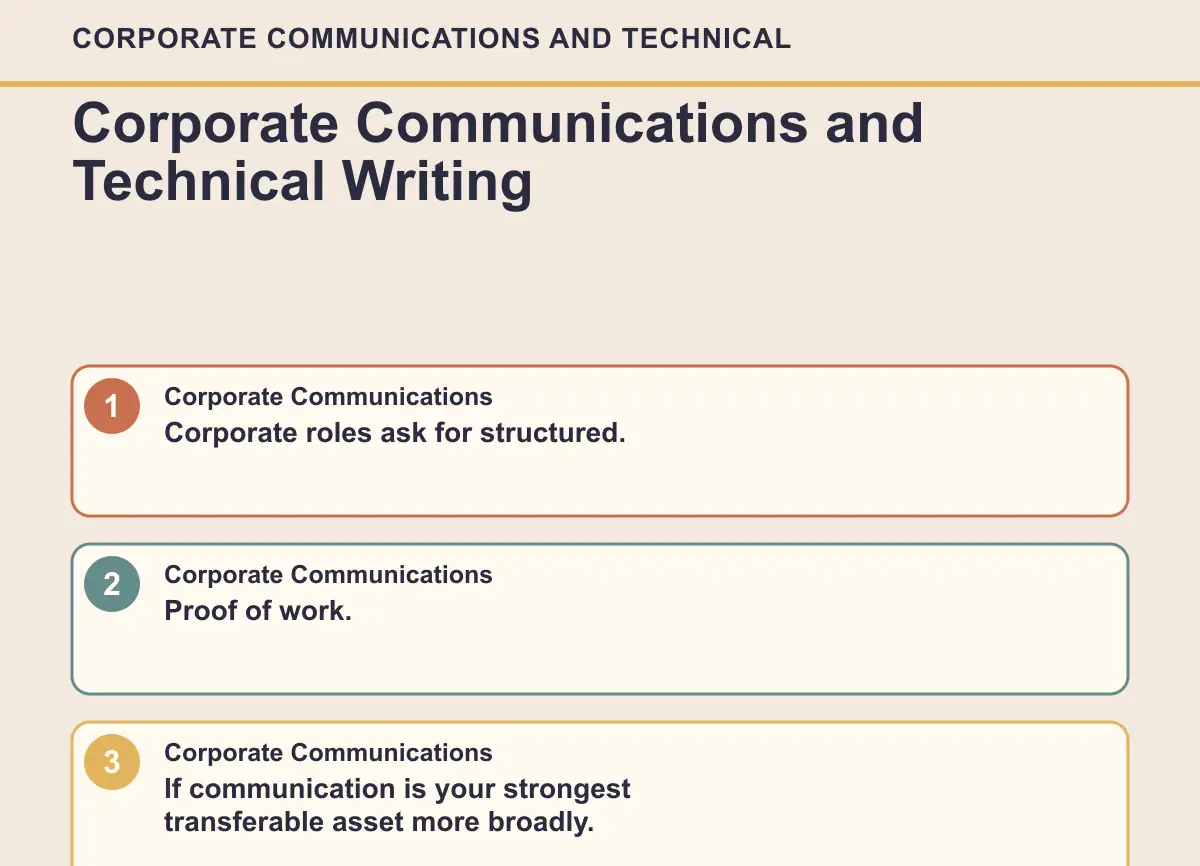 CORPORATE COMMUNICATIONS AND TECHNICAL
Corporate Communications and
Technical Writing
1
Corporate Communications
Corporate roles ask for structured.
2
Corporate Communications
Proof of work.
3
Corporate Communications
If communication is your strongest
transferable asset more broadly.